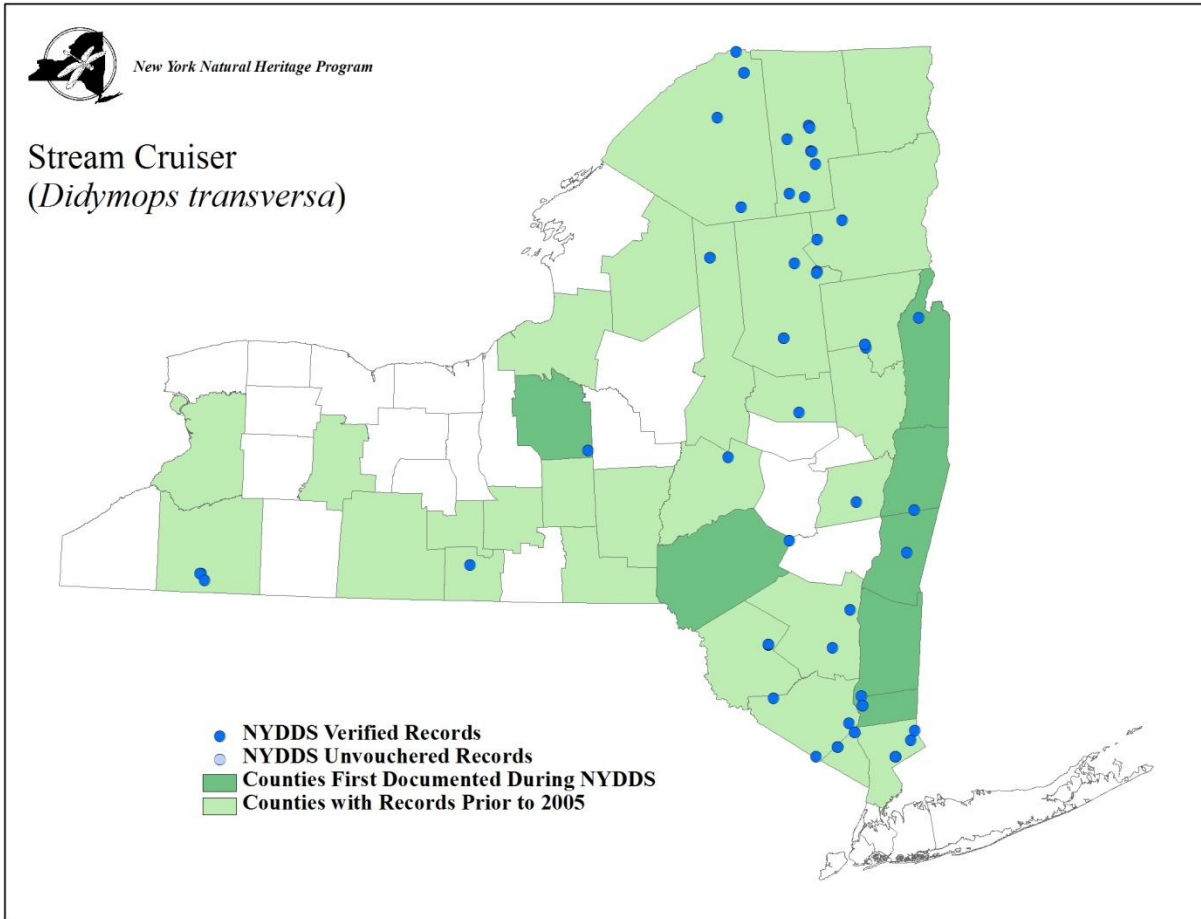 New York Natural Heritage Program
Stream Cruiser
(Didymops transversa)
NYDDS Verified Records
NYDDS Unvouchered Records
Counties First Documented During NYDDS
Counties with Records Prior to 2005